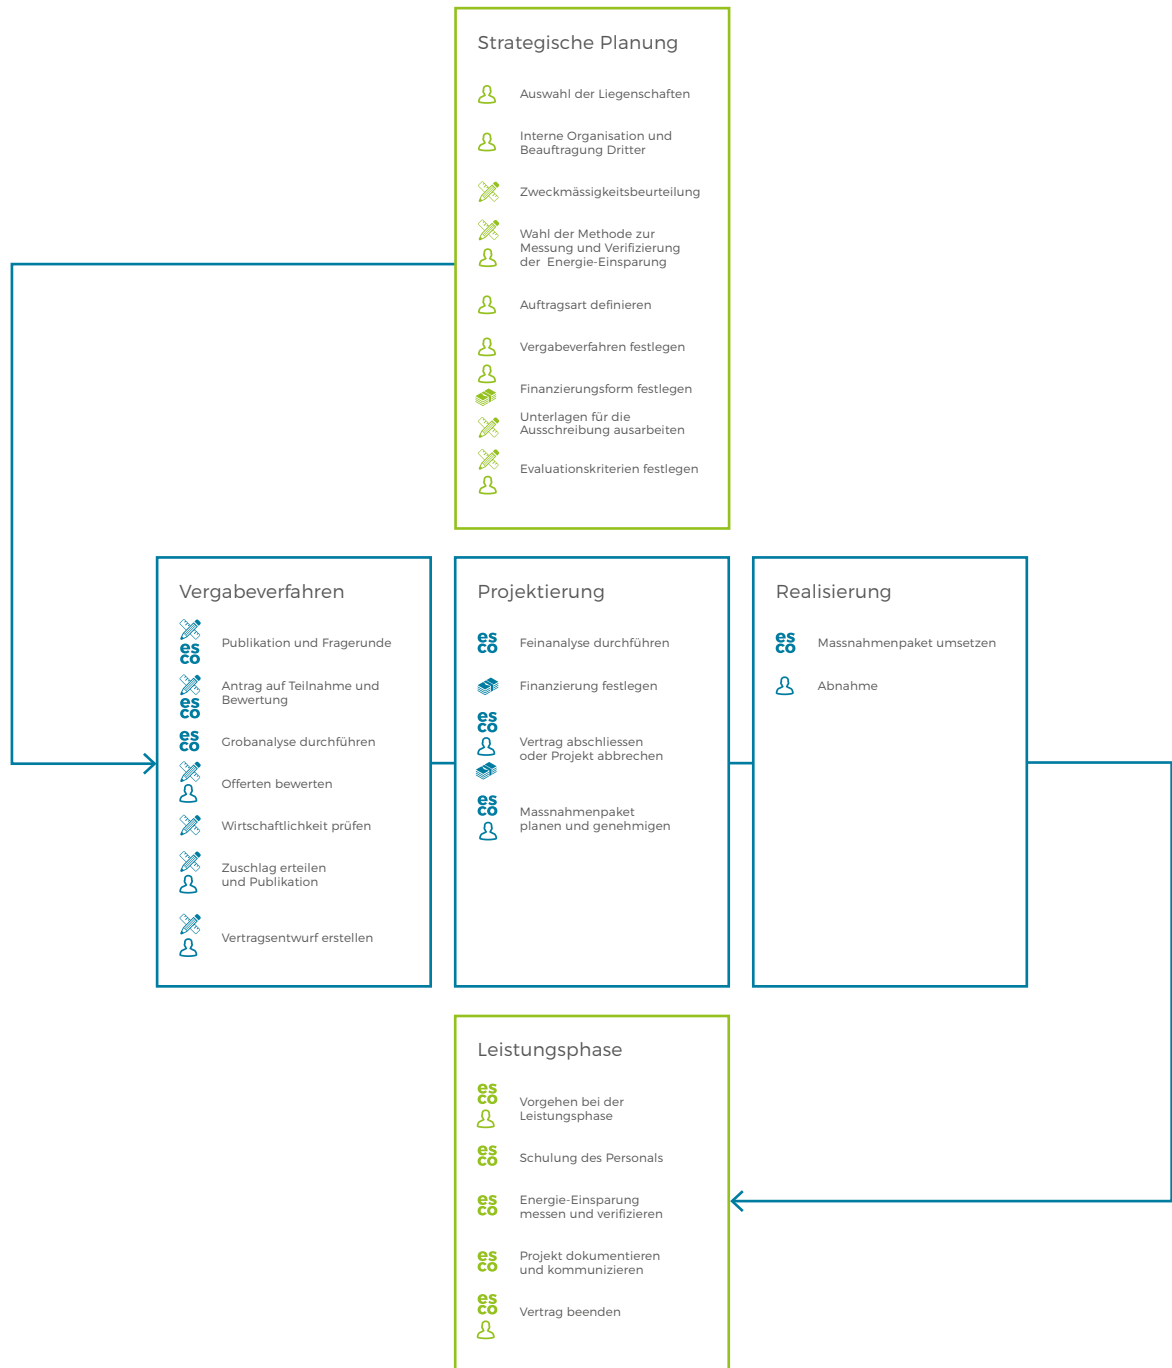 Strategische Planung
Auswahl der Liegenschaften
Interne Organisation und
Beauftragung Dritter
Zweckmässigkeitsbeurteilung
Wahl der Methode zur
Messung und Verifizierung
der Energie-Einsparung
Auftragsart definieren
Vergabeverfahren festlegen
Finanzierungsform festlegen
Unterlagen für die
Ausschreibung ausarbeiten
Evaluationskriterien festlegen
Vergabeverfahren
es
co
Publikation und Fragerunde
es
co
Antrag auf Teilnahme und
Bewertung
es
co
Grobanalyse durchführen
Offerten bewerten
Wirtschaftlichkeit prüfen
Zuschlag erteilen
und Publikation
Vertragsentwurf erstellen
Projektierung
es
co
Feinanalyse durchführen
Finanzierung festlegen
es
co
Vertrag abschliessen
oder Projekt abbrechen
es
co
Massnahmenpaket
planen und genehmigen
Realisierung
es
co
Massnahmenpaket umsetzen
Abnahme
Leistungsphase
es
co
Vorgehen bei der
Leistungsphase
es
co
Schulung des Personals
es
co
Energie-Einsparung
messen und verifizieren
es
co
Projekt dokumentieren
und kommunizieren
es
co
Vertrag beenden